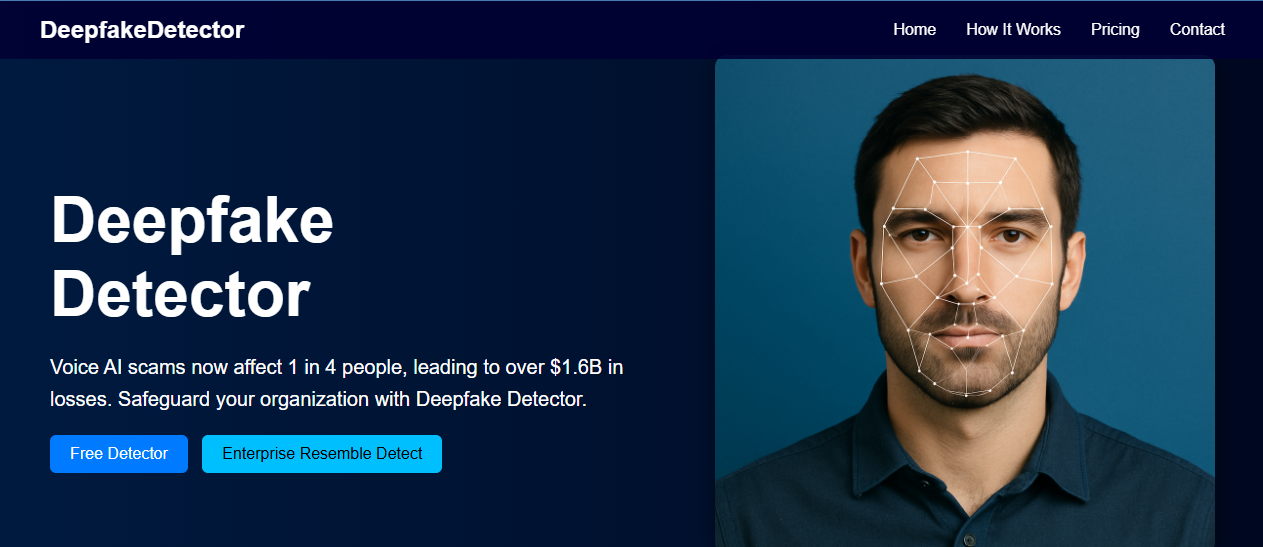 DeepfakeDetector
Home How It Works Pricing Contact
Deepfake
Detector
Voice AI scams now affect 1 in 4 people, leading to over $1.6B in
losses. Safeguard your organization with Deepfake Detector.
Free Detector Enterprise Resemble Detect